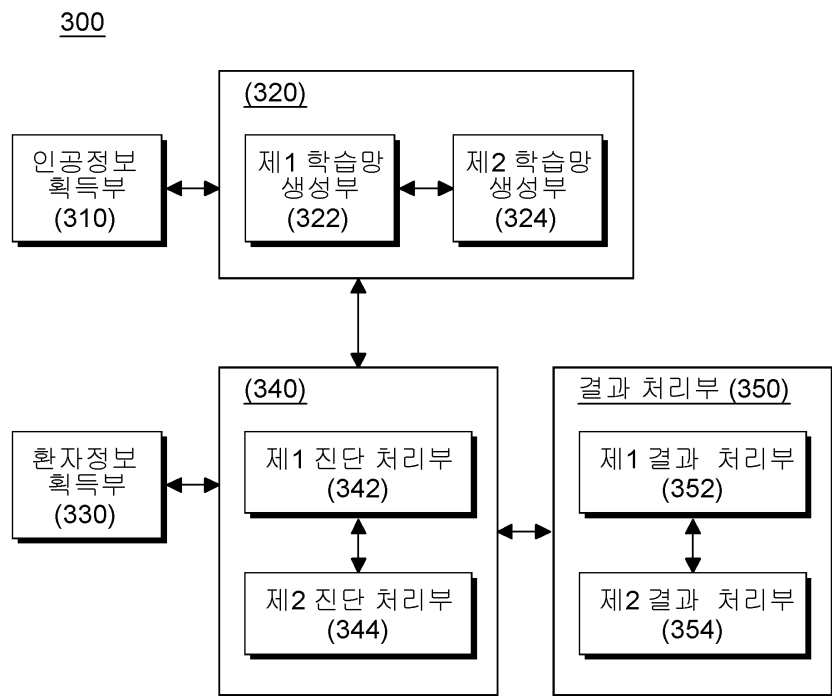 300
(320)
인공정보
획득부
(310)
제1 학습망
생성부
(322)
제2 학습망
생성부
(324)
(340)
결과 처리부 (350)
환자정보
획득부
(330)
제1 진단 처리부
(342)
제1 결과 처리부
(352)
제2 진단 처리부
(344)
제2 결과 처리부
(354)